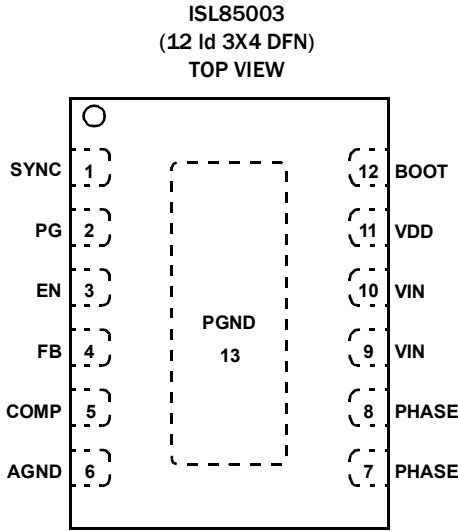 ISL85003
(12 ld 3X4 DFN)
TOP VIEW
SYNC 1
12 BOOT
PG 2
11 VDD
EN 3
10 VIN
PGND
13
FB 4
9 VIN
COMP 5
8 PHASE
AGND 6
7 PHASE